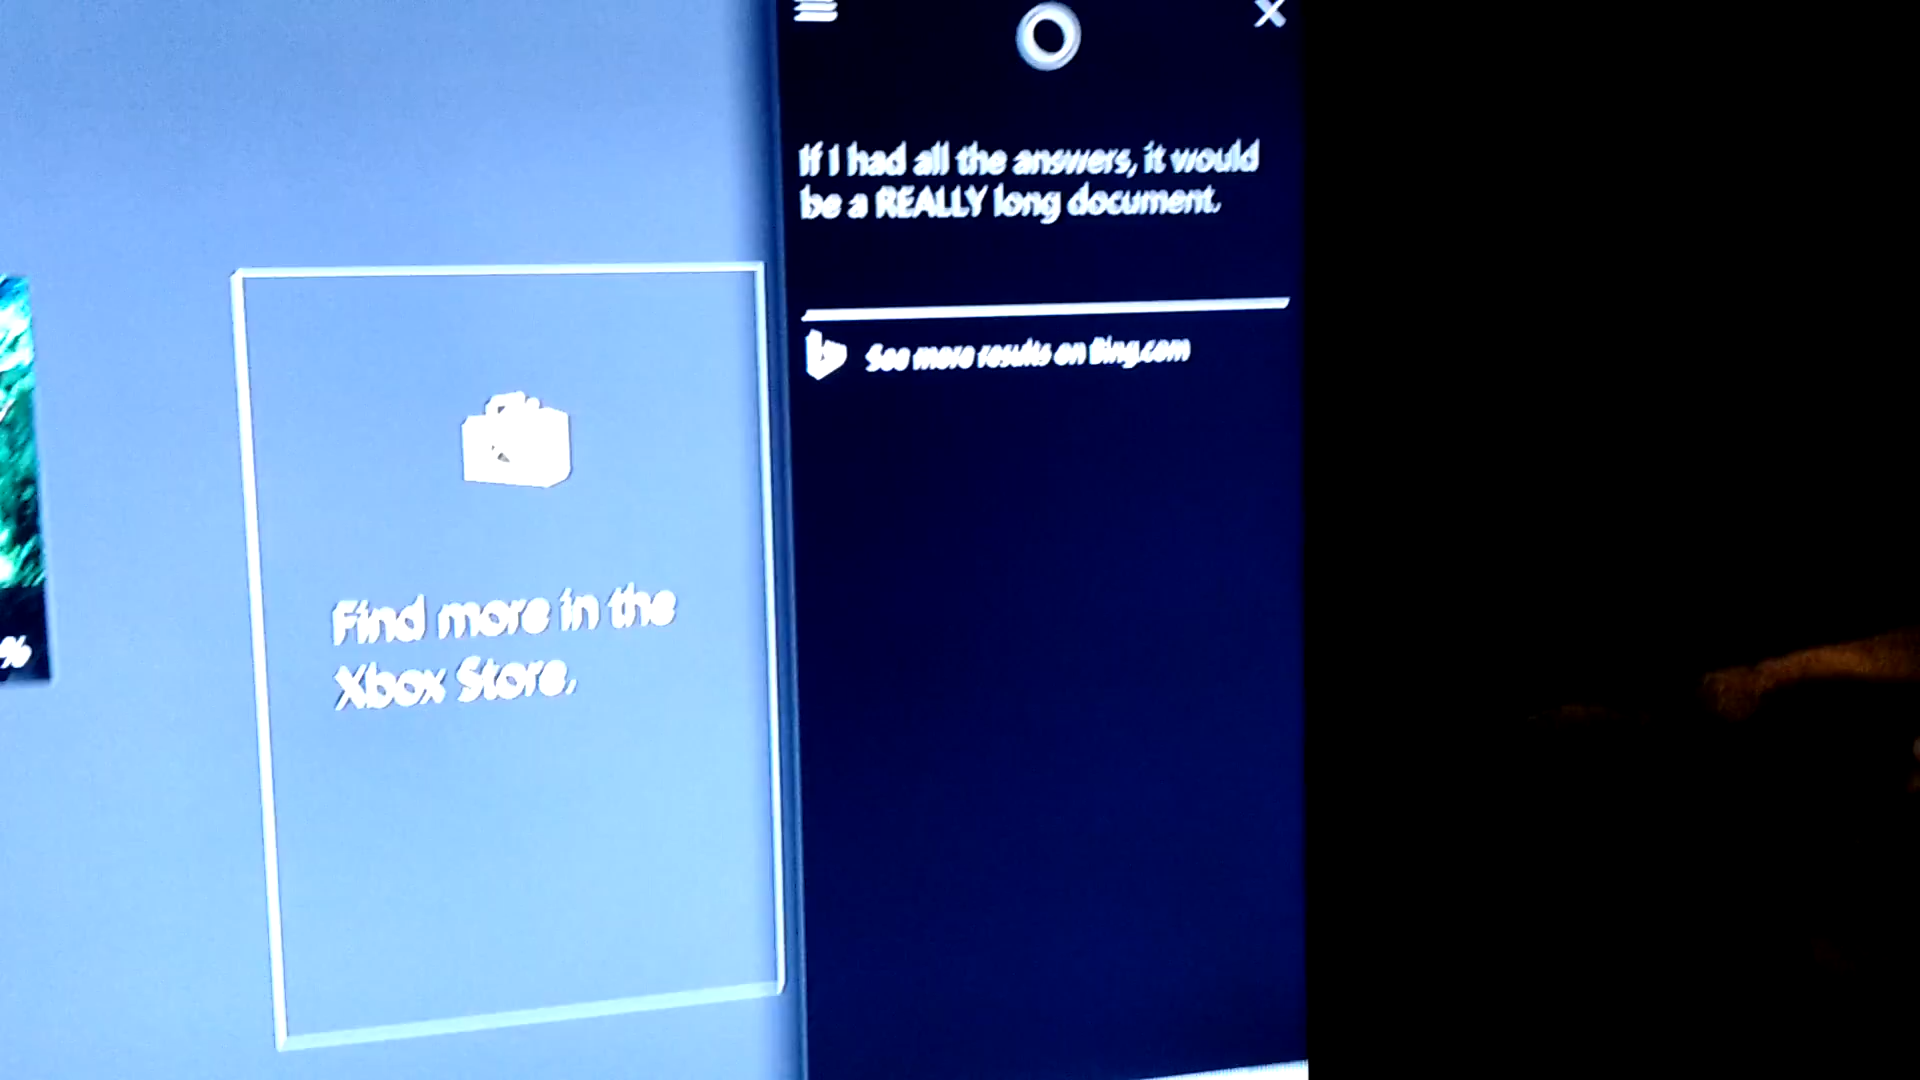 If I had all the answers, it would
be a REALLY long document.
See more results on Bing.com
Find more in the
Xbox Store.
%